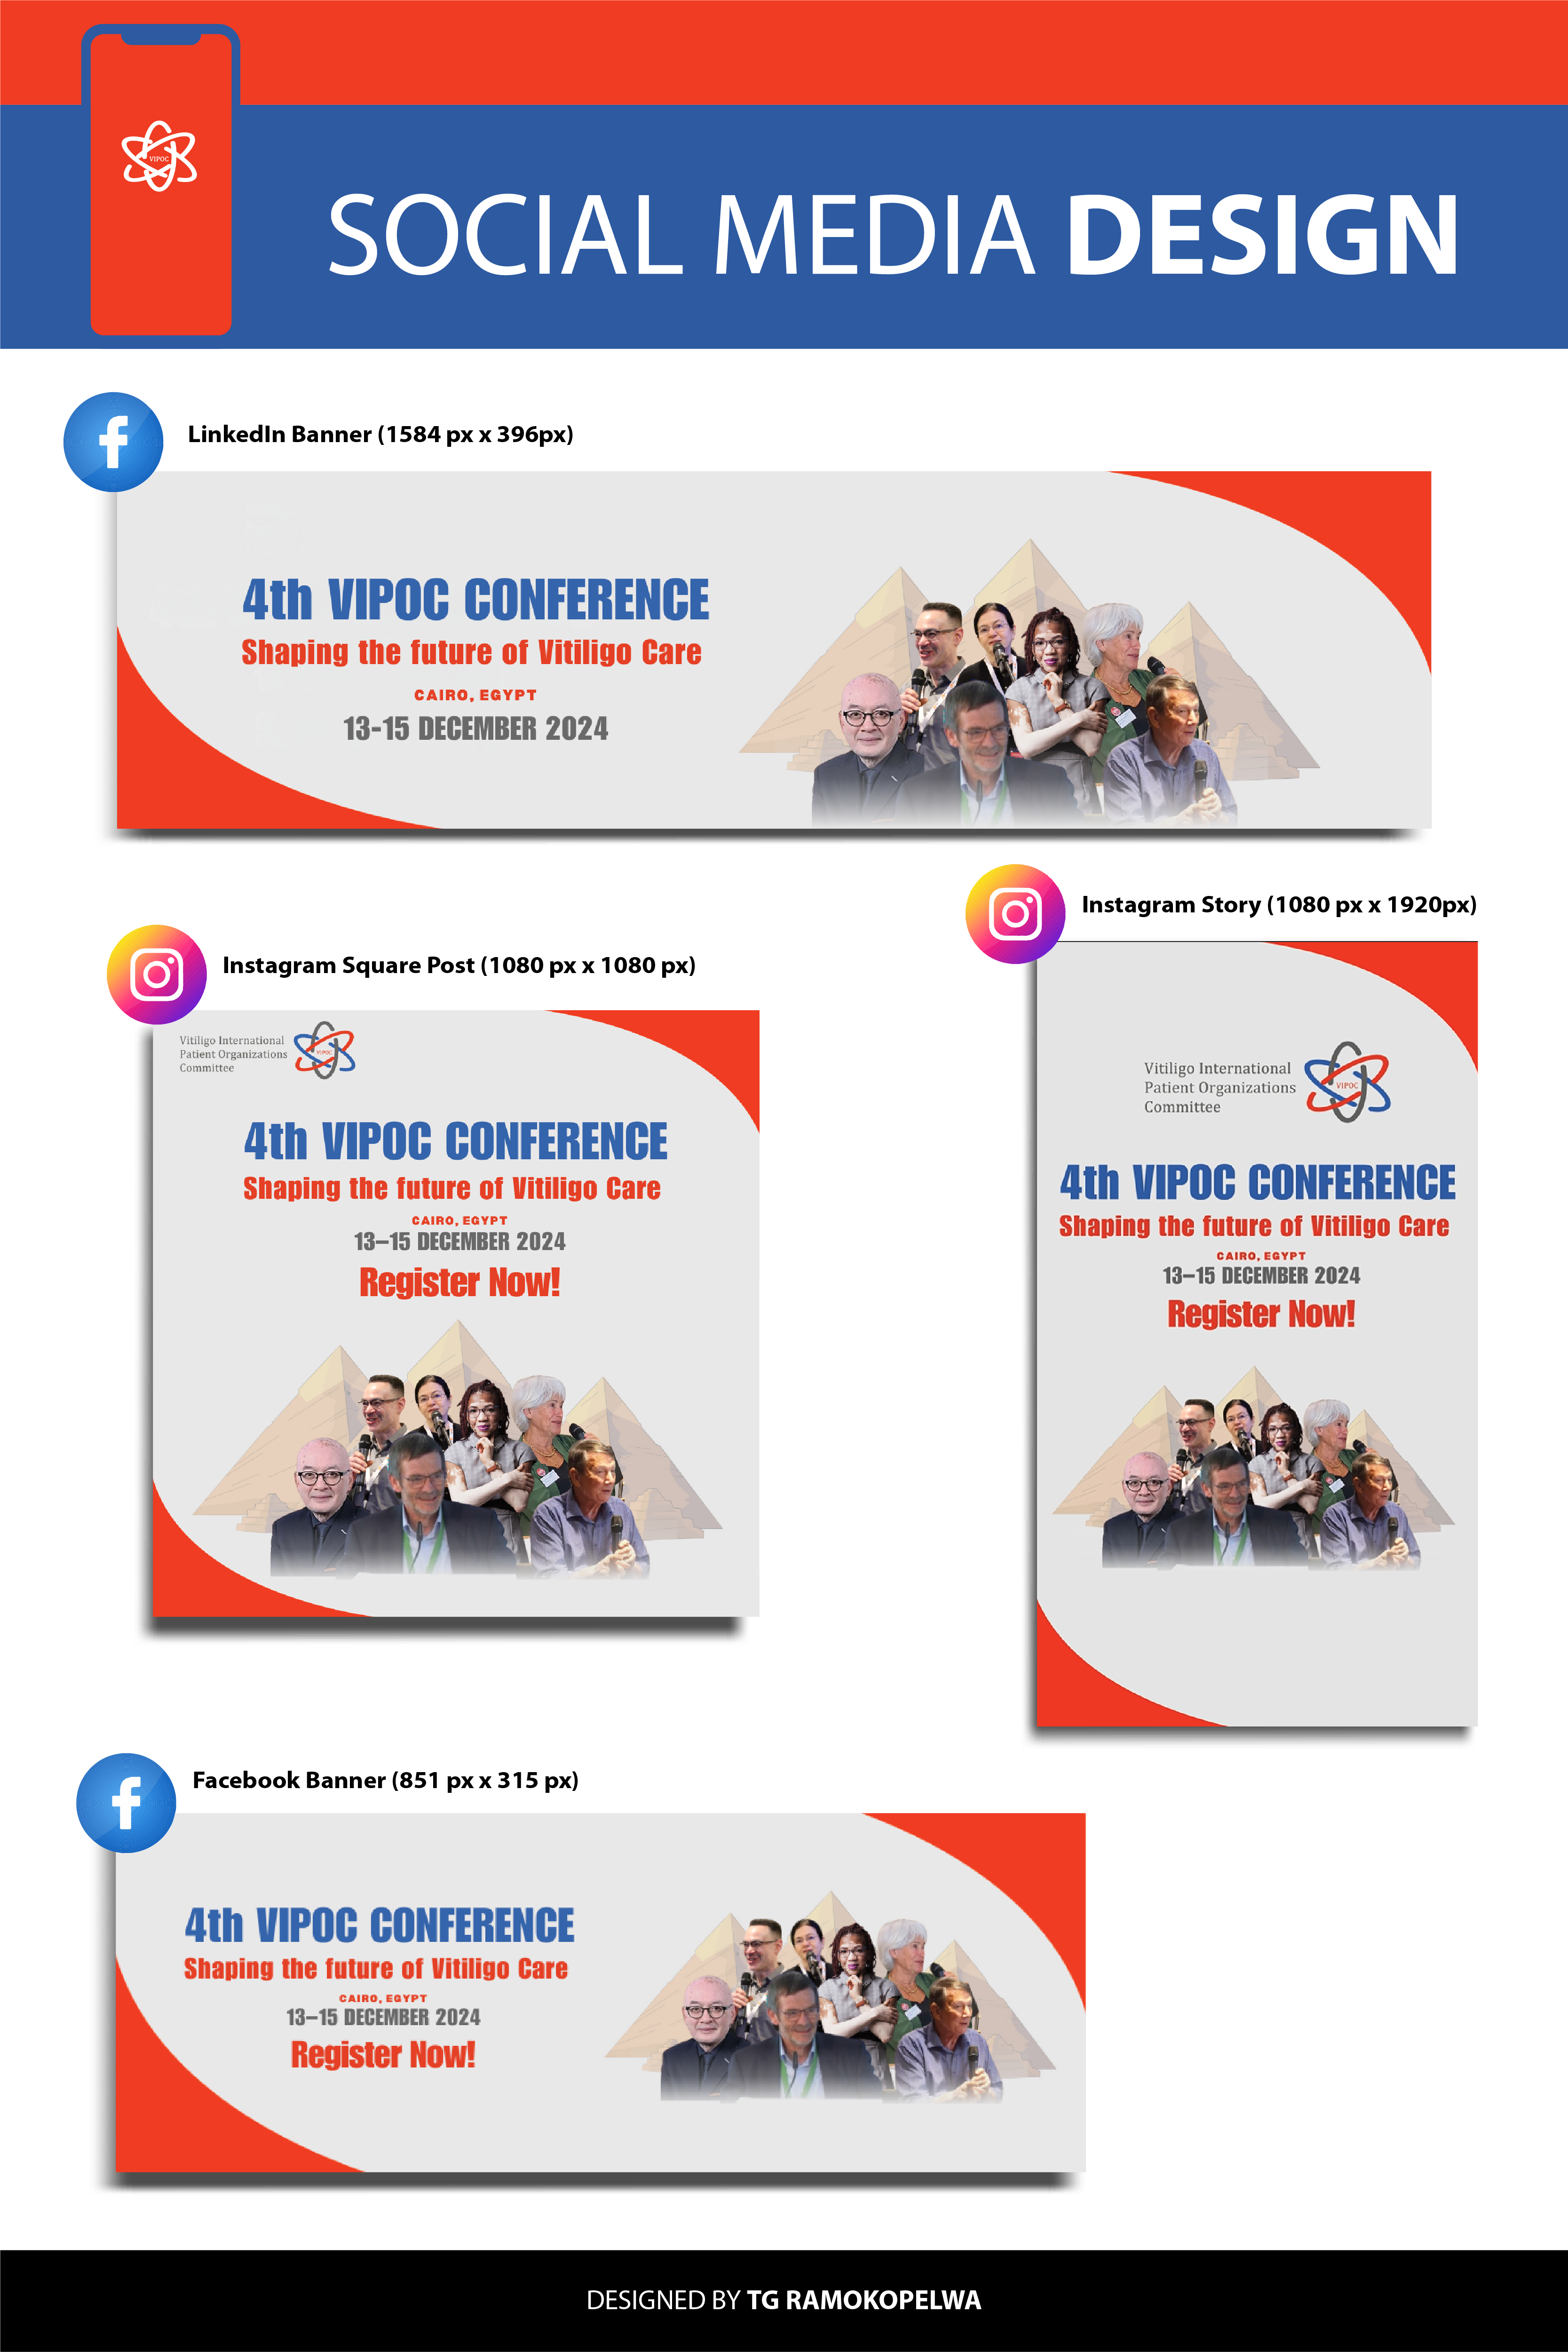 VIPOC
SOCIAL MEDIA DESIGN
f
LinkedIn Banner (1584 px x 396px)
4th VIPOC CONFERENCE
Shaping the future of Vitiligo Care
CAIRO, EGYPT
13-15 DECEMBER 2024
Instagram Square Post (1080 px x 1080 px)
Vitiligo International
Patient Organizations
Committee
VIPOC
4th VIPOC CONFERENCE
Shaping the future of Vitiligo Care
CAIRO, EGYPT
13–15 DECEMBER 2024
Register Now!
Instagram Story (1080 px x 1920px)
Vitiligo International
Patient Organizations
Committee
VIPOC
4th VIPOC CONFERENCE
Shaping the future of Vitiligo Care
CAIRO, EGYPT
13–15 DECEMBER 2024
Register Now!
f
Facebook Banner (851 px x 315 px)
4th VIPOC CONFERENCE
Shaping the future of Vitiligo Care
CAIRO, EGYPT
13–15 DECEMBER 2024
Register Now!
DESIGNED BY TG RAMOKOPELWA